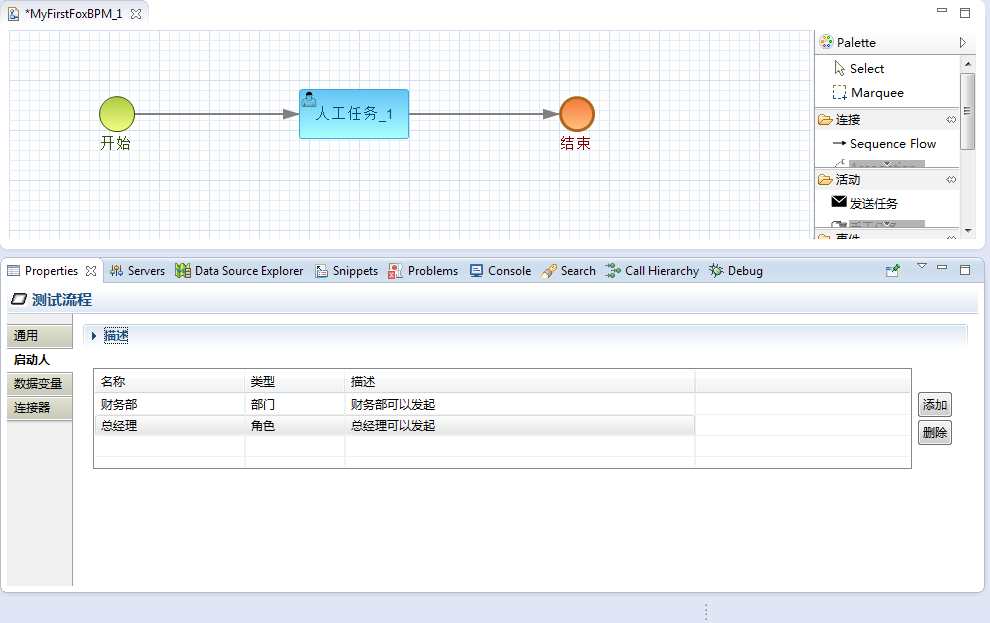 *MyFirstFoxBPM_1
Palette
Select
Marquee
连接
Sequence Flow
活动
发送任务
事件
开始
人工任务_1
结束
Properties Servers Data Source Explorer Snippets Problems Console Search Call Hierarchy Debug
测试流程
通用
启动人
数据变量
连接器
描述
名称 类型 描述
财务部 部门 财务部可以发起
总经理 角色 总经理可以发起
添加
删除